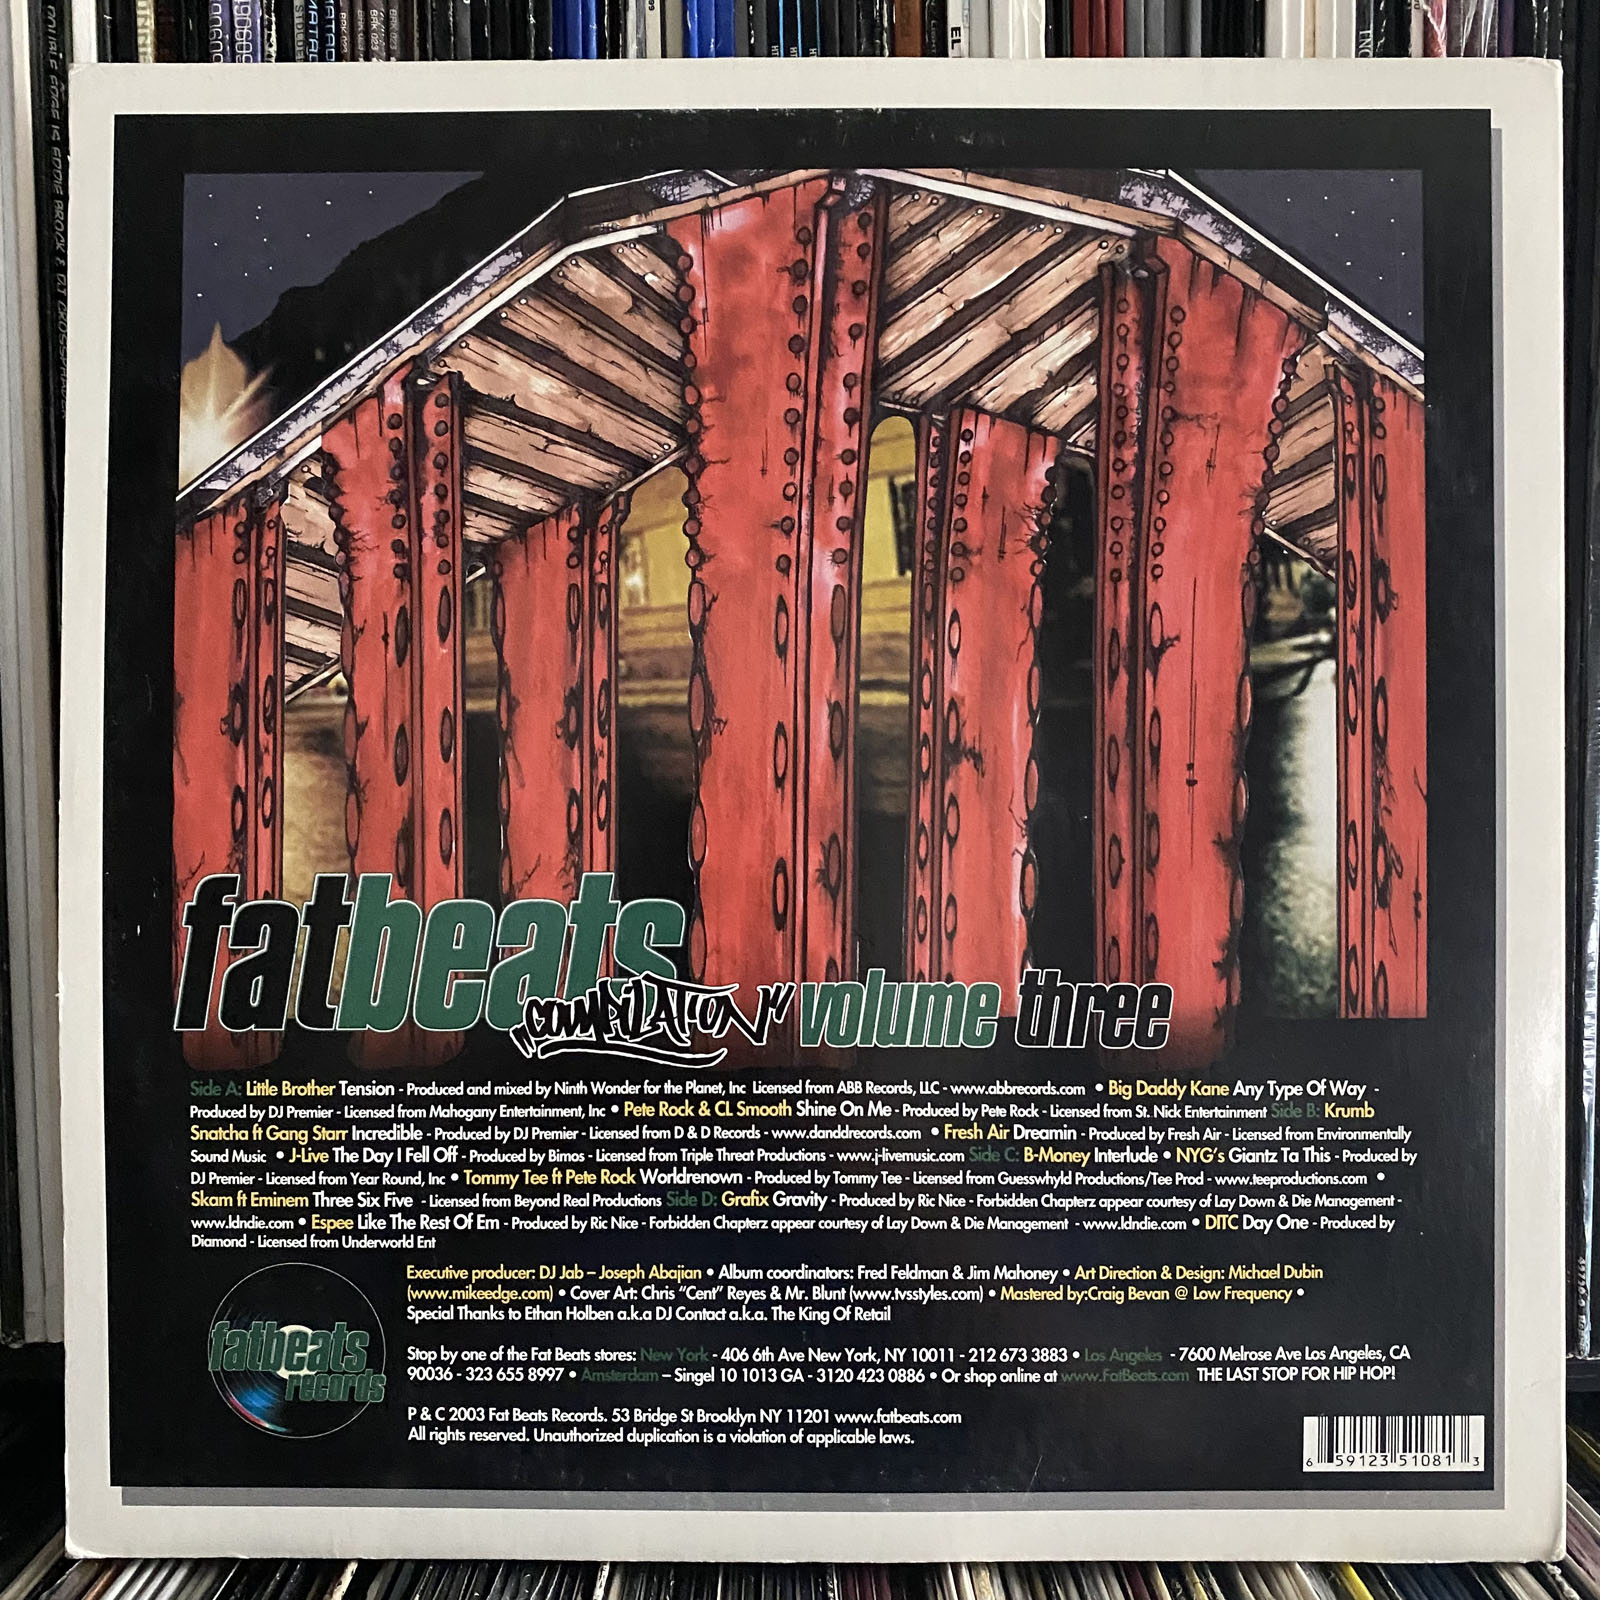 BRK 023
BRK 023
EDDIE BROCK & DJ CROSSPHADER
fatbeats
"COMPILATION" volume three
Side A: Little Brother Tension - Produced and mixed by Ninth Wonder for the Planet, Inc Licensed from ABB Records, LLC - www.abbrecords.com • Big Daddy Kane Any Type Of Way -
Produced by DJ Premier - Licensed from Mahogany Entertainment, Inc • Pete Rock & CL Smooth Shine On Me - Produced by Pete Rock - Licensed from St. Nick Entertainment Side B: Krumb
Snatcha ft Gang Starr Incredible - Produced by DJ Premier - Licensed from D & D Records - www.danddrecords.com • Fresh Air Dreamin - Produced by Fresh Air - Licensed from Environmentally
Sound Music • J-Live The Day I Fell Off - Produced by Bimos - Licensed from Triple Threat Productions - www.j-livemusic.com Side C: B-Money Interlude • NYG's Giantz Ta This - Produced by
DJ Premier - Licensed from Year Round, Inc • Tommy Tee ft Pete Rock Worldrenown - Produced by Tommy Tee - Licensed from Guesswhyld Productions/Tee Prod - www.teeproductions.com •
Skam ft Eminem Three Six Five - Licensed from Beyond Real Productions Side D: Grafix Gravity - Produced by Ric Nice - Forbidden Chapterz appear courtesy of Lay Down & Die Management -
www.ldndie.com • Espee Like The Rest Of Em - Produced by Ric Nice - Forbidden Chapterz appear courtesy of Lay Down & Die Management - www.ldndie.com • DITC Day One - Produced by
Diamond - Licensed from Underworld Ent
Executive producer: DJ Jab – Joseph Abajian • Album coordinators: Fred Feldman & Jim Mahoney • Art Direction & Design: Michael Dubin
(www.mikeedge.com) • Cover Art: Chris "Cent" Reyes & Mr. Blunt (www.tvsstyles.com) • Mastered by:Craig Bevan @ Low Frequency •
Special Thanks to Ethan Holben a.k.a DJ Contact a.k.a. The King Of Retail
fatbeats
records
Stop by one of the Fat Beats stores: New York - 406 6th Ave New York, NY 10011 - 212 673 3883 • Los Angeles - 7600 Melrose Ave Los Angeles, CA
90036 - 323 655 8997 • Amsterdam – Singel 10 1013 GA - 3120 423 0886 • Or shop online at www.FatBeats.com THE LAST STOP FOR HIP HOP!
P & C 2003 Fat Beats Records. 53 Bridge St Brooklyn NY 11201 www.fatbeats.com
All rights reserved. Unauthorized duplication is a violation of applicable laws.
6 59123 51081 3